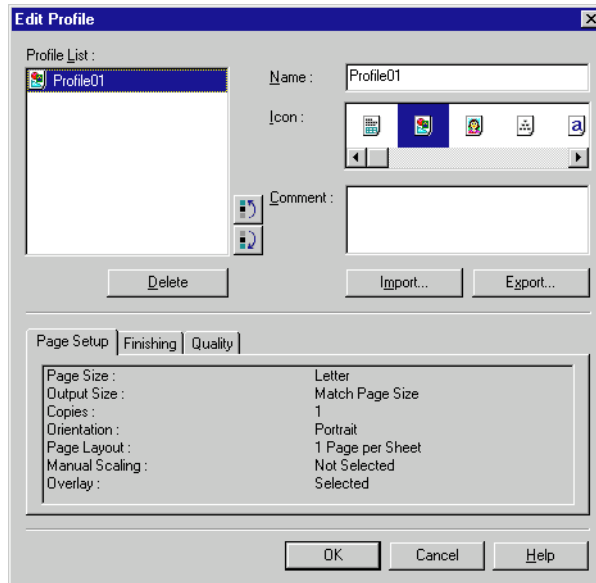 Edit Profile
Profile List :
Profile01
Name : Profile01
Icon :
a
Comment :
Delete
Import... Export...
Page Setup Finishing Quality
Page Size : Letter
Output Size : Match Page Size
Copies : 1
Orientation : Portrait
Page Layout : 1 Page per Sheet
Manual Scaling : Not Selected
Overlay : Selected
OK Cancel Help